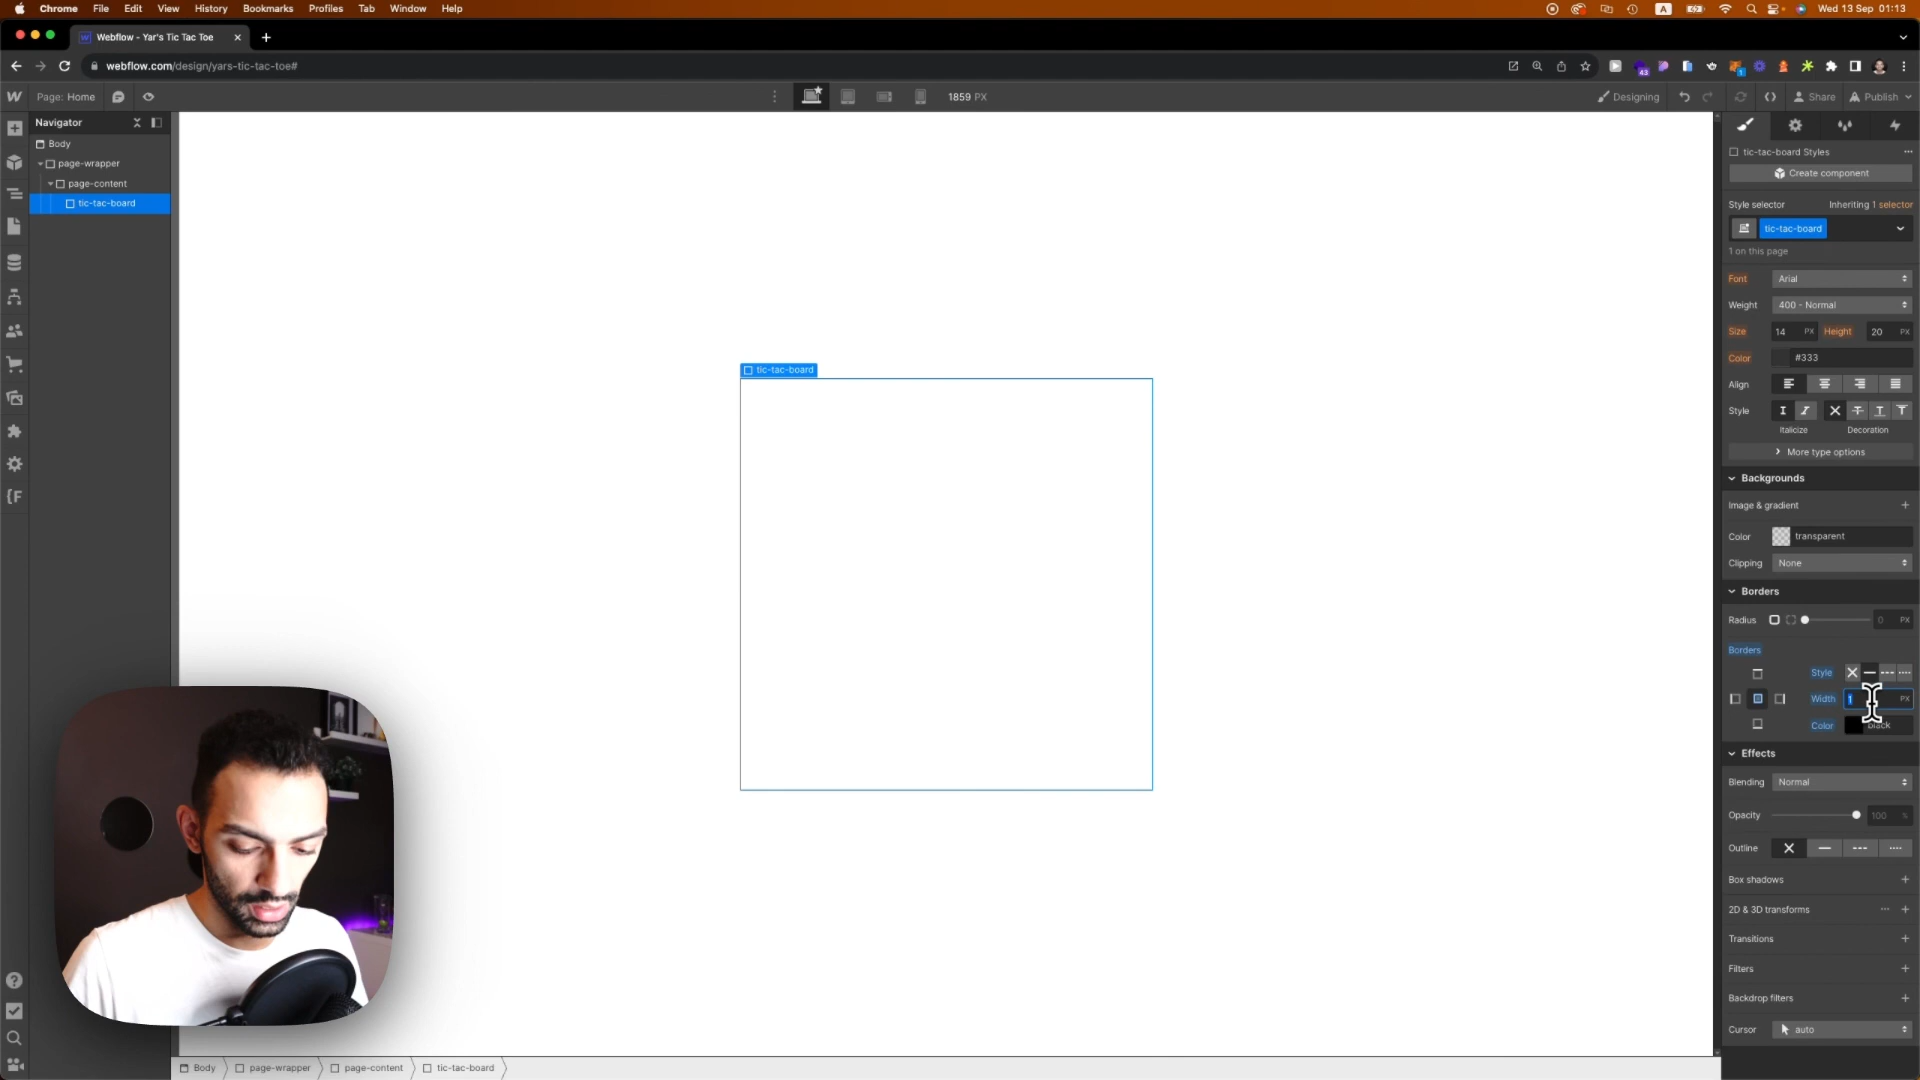 Chrome File Edit View History Bookmarks Profiles Tab Window Help
A
Wed 13 Sep 01:13
Webflow - Yar's Tic Tac Toe
webflow.com/design/yars-tic-tac-toe#
43
1
Page: Home
1859 PX
Designing
Share
Publish
Navigator
Body
page-wrapper
page-content
tic-tac-board
tic-tac-board
tic-tac-board Styles
Create component
Style selector
Inheriting 1 selector
tic-tac-board
1 on this page
Font Arial
Weight 400 - Normal
Size 14 PX Height 20 PX
Color #333
Align
Style
Italicize Decoration
More type options
Backgrounds
Image & gradient
Color transparent
Clipping None
Borders
Radius 0 PX
Borders
Style
Width 1 PX
Color black
Effects
Blending Normal
Opacity 100 %
Outline
Box shadows
2D & 3D transforms
Transitions
Filters
Backdrop filters
Cursor auto
Body page-wrapper page-content tic-tac-board